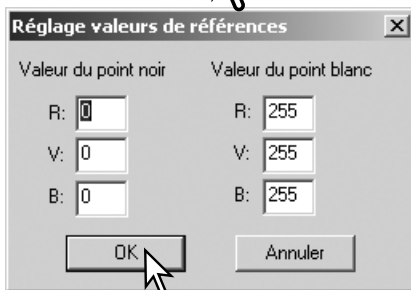 Réglage valeurs de références
Valeur du point noir Valeur du point blanc
R: 0 R: 255
V: 0 V: 255
B: 0 B: 255
OK Annuler